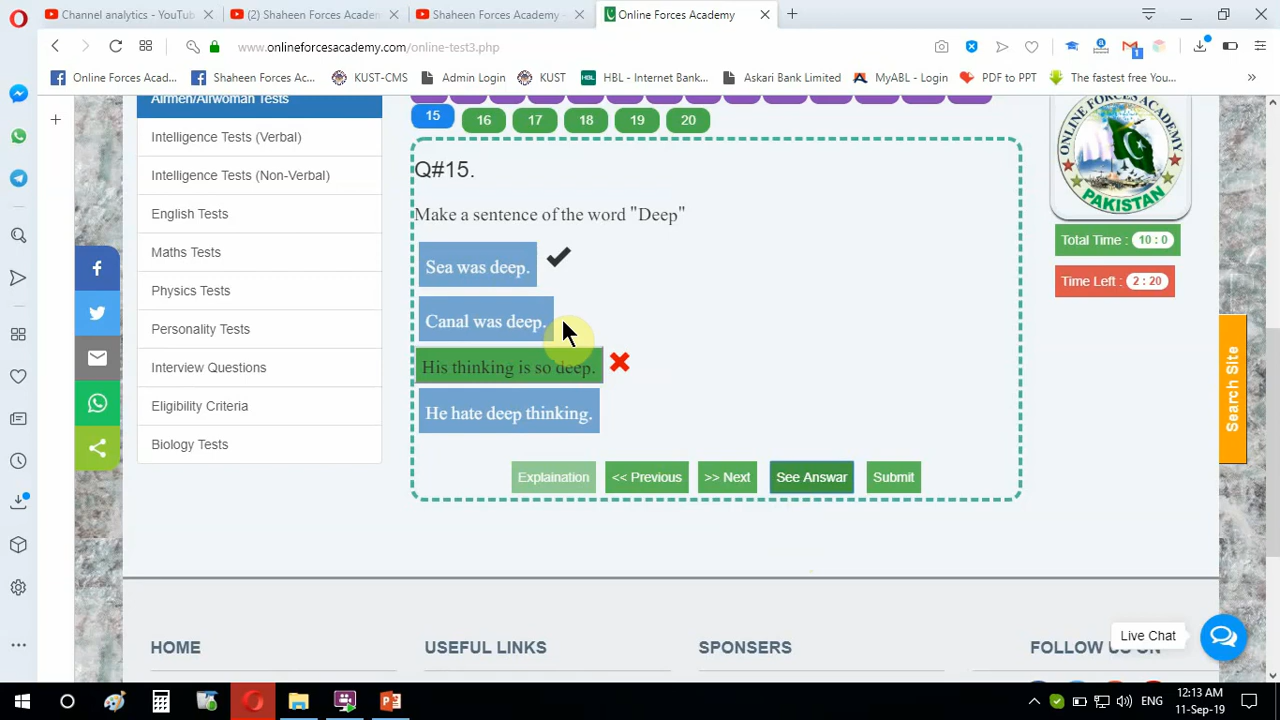 Channel analytics - YouTub
(2) Shaheen Forces Academ
Shaheen Forces Academy -
Online Forces Academy
www.onlineforcesacademy.com/online-test3.php
1
Online Forces Acad...
Shaheen Forces Ac...
KUST-CMS
Admin Login
KUST
HBL
HBL - Internet Bank...
Askari Bank Limited
MyABL - Login
PDF to PPT
The fastest free You...
»
Airmen/Airwoman Tests
Intelligence Tests (Verbal)
Intelligence Tests (Non-Verbal)
English Tests
Maths Tests
Physics Tests
Personality Tests
Interview Questions
Eligibility Criteria
Biology Tests
15
16
17
18
19
20
Q#15.
Make a sentence of the word "Deep"
Sea was deep.
Canal was deep.
His thinking is so deep.
He hate deep thinking.
Explaination
<< Previous
>> Next
See Answar
Submit
ONLINE FORCES ACADEMY
PAKISTAN
Total Time : 10 : 0
Time Left : 2 : 20
Search Site
HOME
USEFUL LINKS
SPONSERS
FOLLOW US ON
Live Chat
ENG
12:13 AM
11-Sep-19